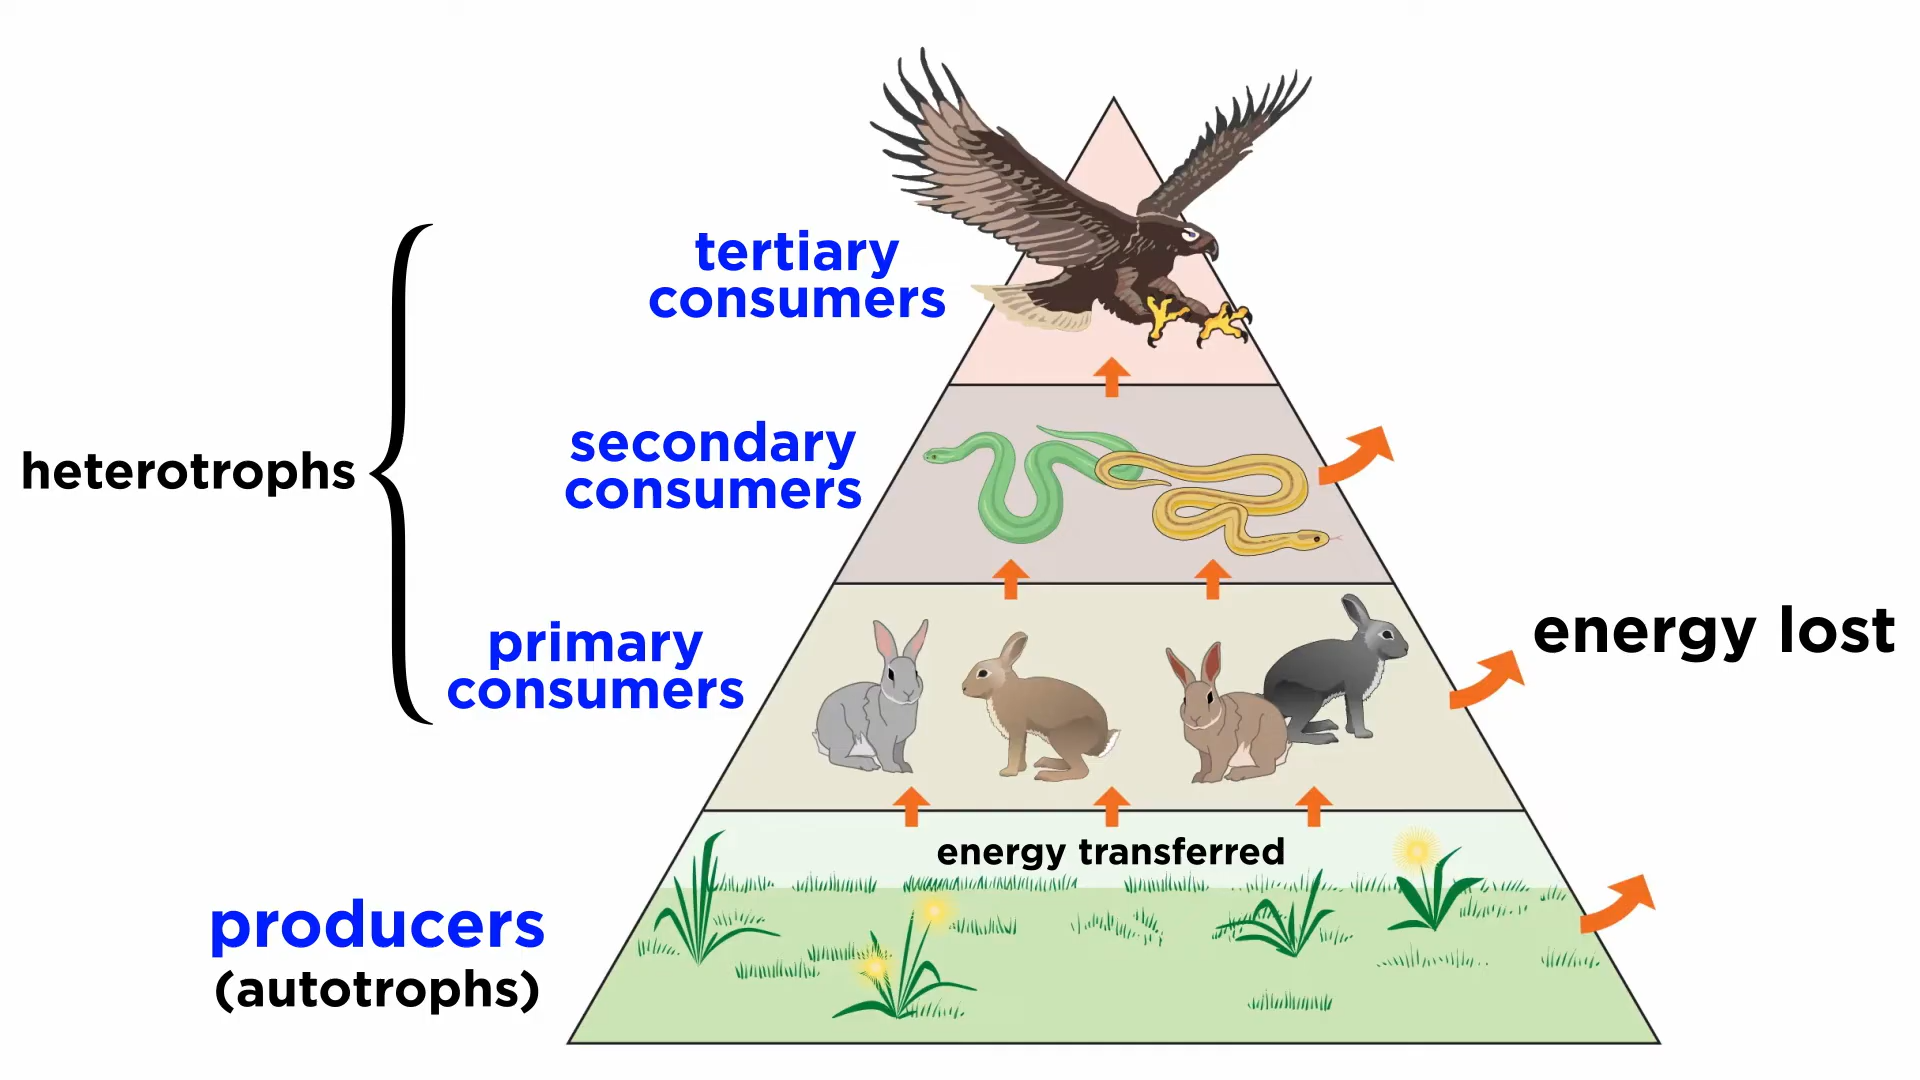 tertiary
consumers
secondary
consumers
heterotrophs
primary
consumers
energy lost
energy transferred
producers
(autotrophs)